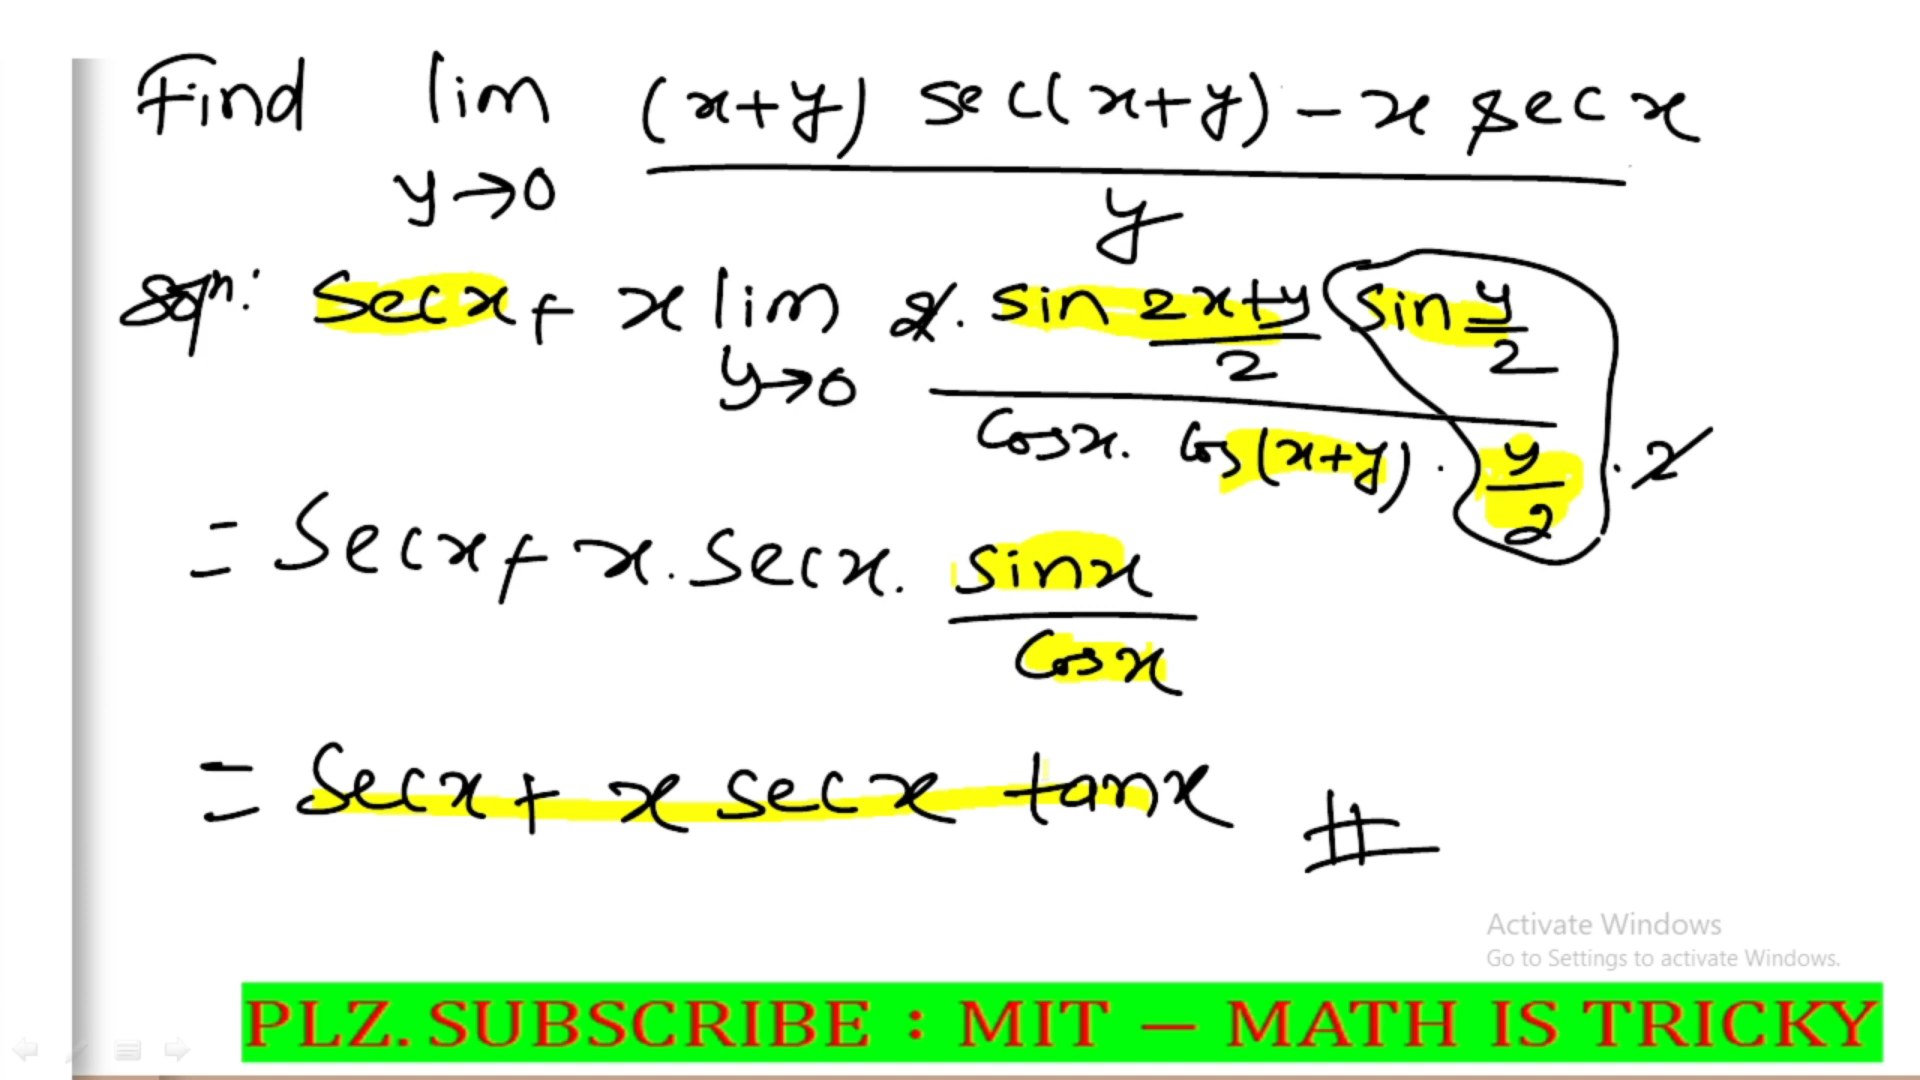 Find lim (x+y) sec(x+y) - x sec x
y→0 y
Solⁿ: Secx + x lim 2. sin 2x+y sin y
2 2
y→0 Cosx. Cos(x+y) . y . 2
2
= Secx + x. Secx. sinx
Cosx
= Secx + x secx tanx #
Activate Windows
Go to Settings to activate Windows.
PLZ. SUBSCRIBE : MIT – MATH IS TRICKY